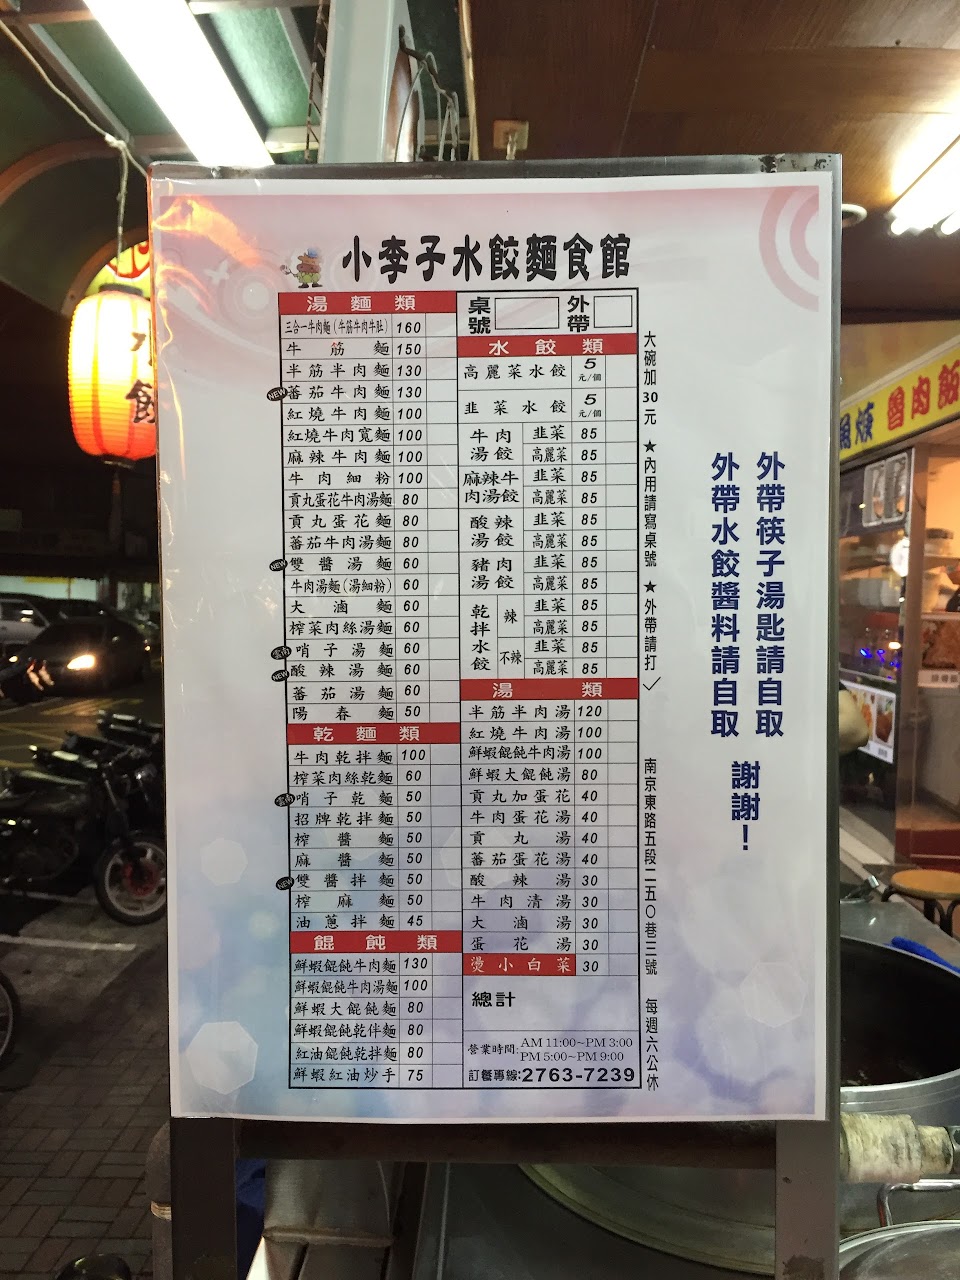 小李子水餃麵食館
湯麵類
三合一牛肉麵(牛筋牛肉牛肚) 160
牛筋麵 150
半筋半肉麵 130
NEW 蕃茄牛肉麵 130
紅燒牛肉麵 100
紅燒牛肉寬麵 100
麻辣牛肉麵 100
牛肉細粉 100
貢丸蛋花牛肉湯麵 80
貢丸蛋花麵 80
蕃茄牛肉湯麵 80
NEW 雙醬湯麵 60
牛肉湯麵(湯細粉) 60
大滷麵 60
榨菜肉絲湯麵 60
哨子湯麵 60
NEW 酸辣湯麵 60
蕃茄湯麵 60
陽春麵 50
乾麵類
牛肉乾拌麵 100
榨菜肉絲乾麵 60
哨子乾麵 50
招牌乾拌麵 50
榨醬麵 50
麻醬麵 50
NEW 雙醬拌麵 50
榨麻麵 50
油蔥拌麵 45
餛飩類
鮮蝦餛飩牛肉麵 130
鮮蝦餛飩牛肉湯麵 100
鮮蝦大餛飩麵 80
鮮蝦餛飩乾伴麵 80
紅油餛飩乾拌麵 80
鮮蝦紅油炒手 75
桌號 外帶
水餃類
高麗菜水餃 5元/個
韭菜水餃 5元/個
牛肉湯餃 韭菜 85
高麗菜 85
麻辣牛肉湯餃 韭菜 85
高麗菜 85
酸辣湯餃 韭菜 85
高麗菜 85
豬肉湯餃 韭菜 85
高麗菜 85
乾拌水餃 辣 韭菜 85
高麗菜 85
不辣 韭菜 85
高麗菜 85
湯類
半筋半肉湯 120
紅燒牛肉湯 100
鮮蝦餛飩牛肉湯 100
鮮蝦大餛飩湯 80
貢丸加蛋花 40
牛肉蛋花湯 40
貢丸湯 40
蕃茄蛋花湯 40
酸辣湯 30
牛肉清湯 30
大滷湯 30
蛋花湯 30
燙小白菜 30
總計
營業時間: AM 11:00~PM 3:00
PM 5:00~PM 9:00
訂餐專線:2763-7239
大碗加30元 ★內用請寫桌號 ★外帶請打✓
南京東路五段二五〇巷三號 每週六公休
外帶筷子湯匙請自取
外帶水餃醬料請自取
謝謝!
魯肉飯